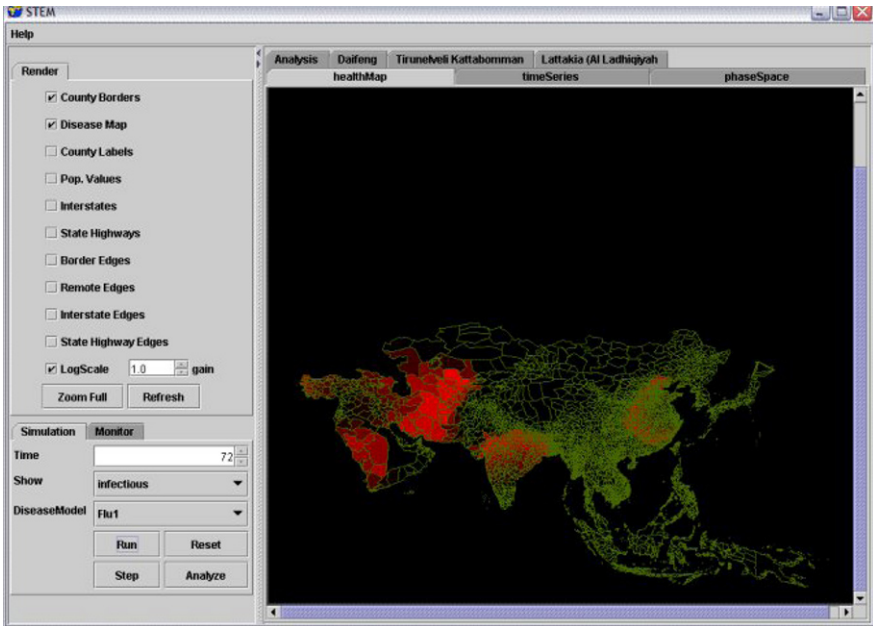 STEM
Help
Render
County Borders
Disease Map
County Labels
Pop. Values
Interstates
State Highways
Border Edges
Remote Edges
Interstate Edges
State Highway Edges
LogScale 1.0 gain
Zoom Full Refresh
Simulation Monitor
Time 72
Show infectious
DiseaseModel Flu1
Run Reset
Step Analyze
Analysis Daifeng Tirunelveli Kattabomman Lattakia (Al Ladhiqiyah
healthMap timeSeries phaseSpace